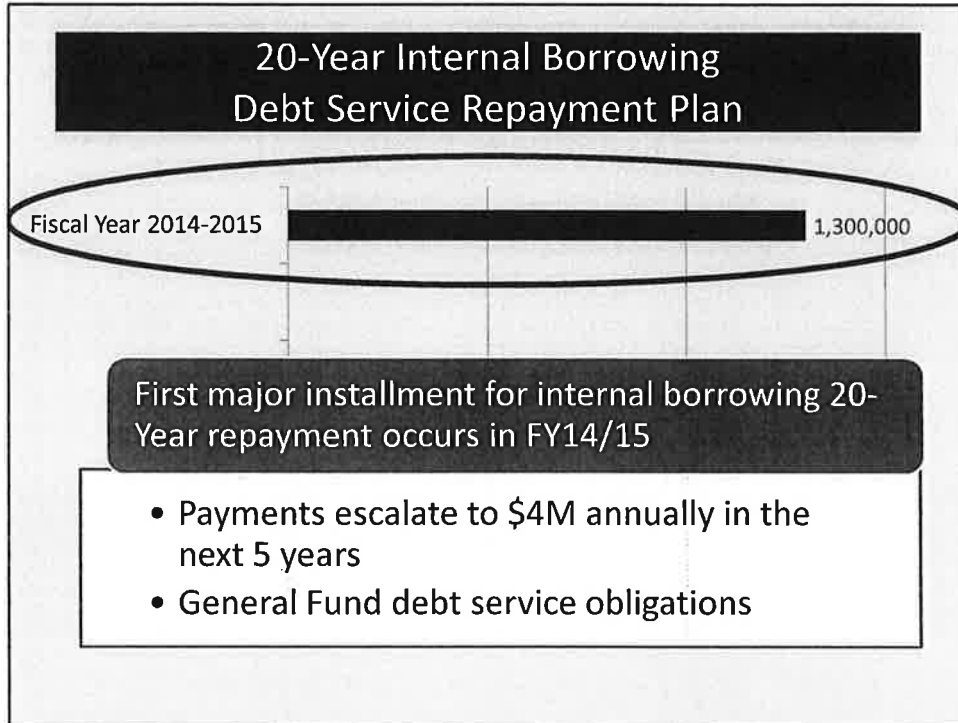 20-Year Internal Borrowing
Debt Service Repayment Plan
Fiscal Year 2014-2015
1,300,000
First major installment for internal borrowing 20-
Year repayment occurs in FY14/15
• Payments escalate to $4M annually in the
next 5 years
• General Fund debt service obligations